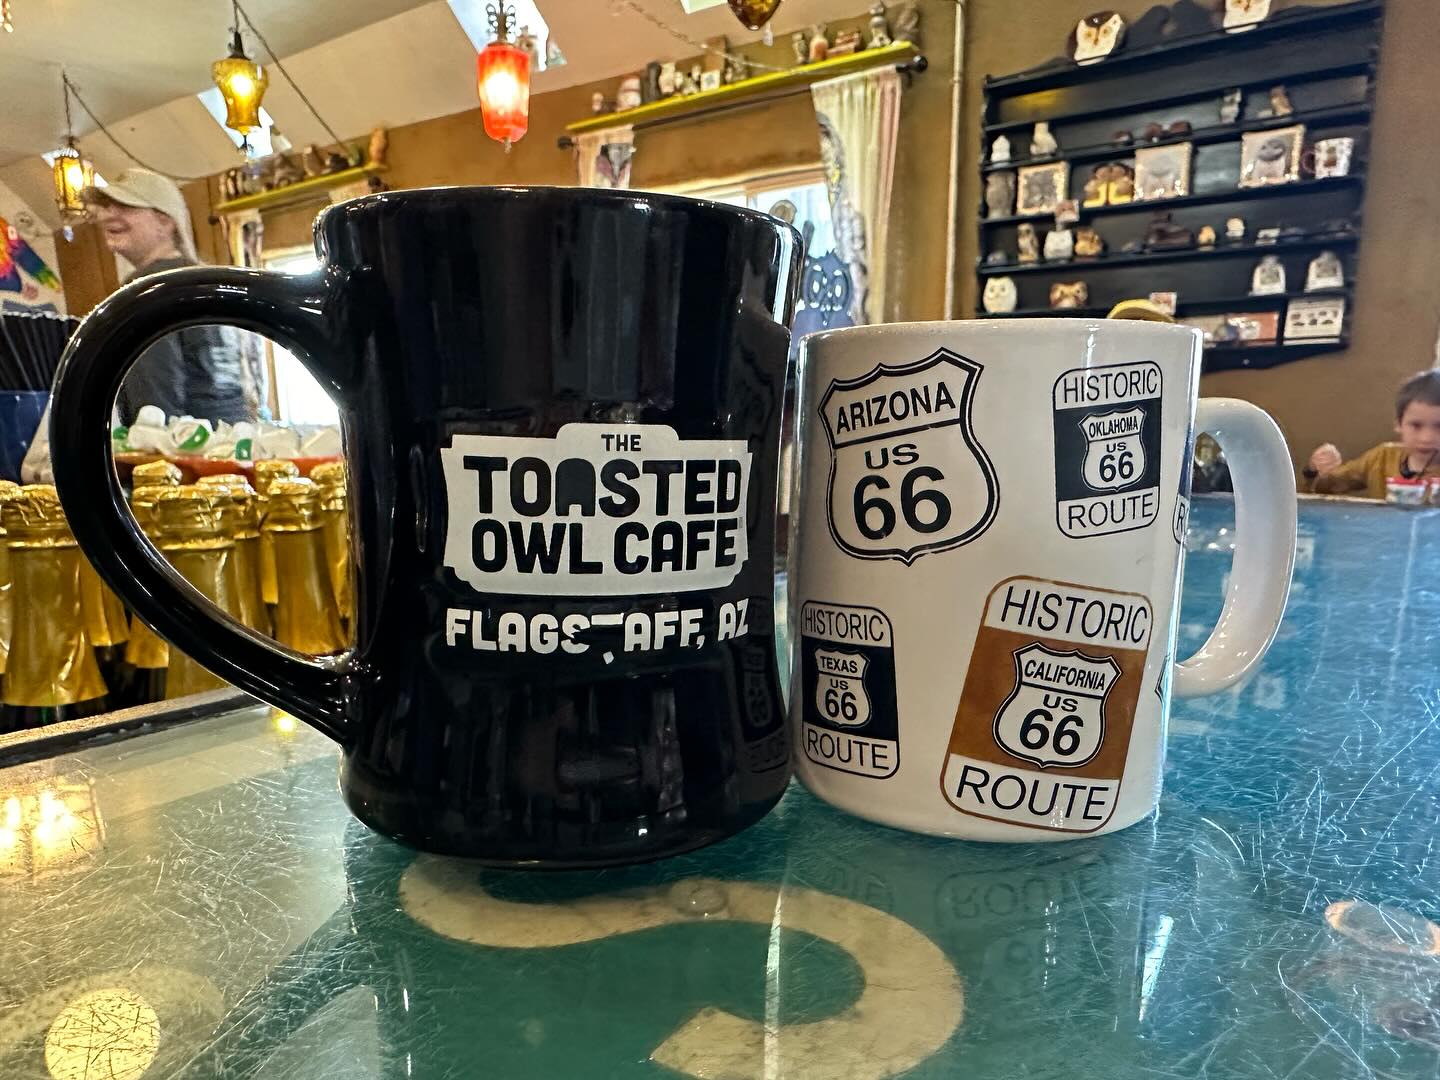 THE
TOASTED
OWL CAFE
FLAGSTAFF, AZ
ARIZONA
US
66
HISTORIC
OKLAHOMA
US
66
ROUTE
HISTORIC
TEXAS
US
66
ROUTE
HISTORIC
CALIFORNIA
US
66
ROUTE
S